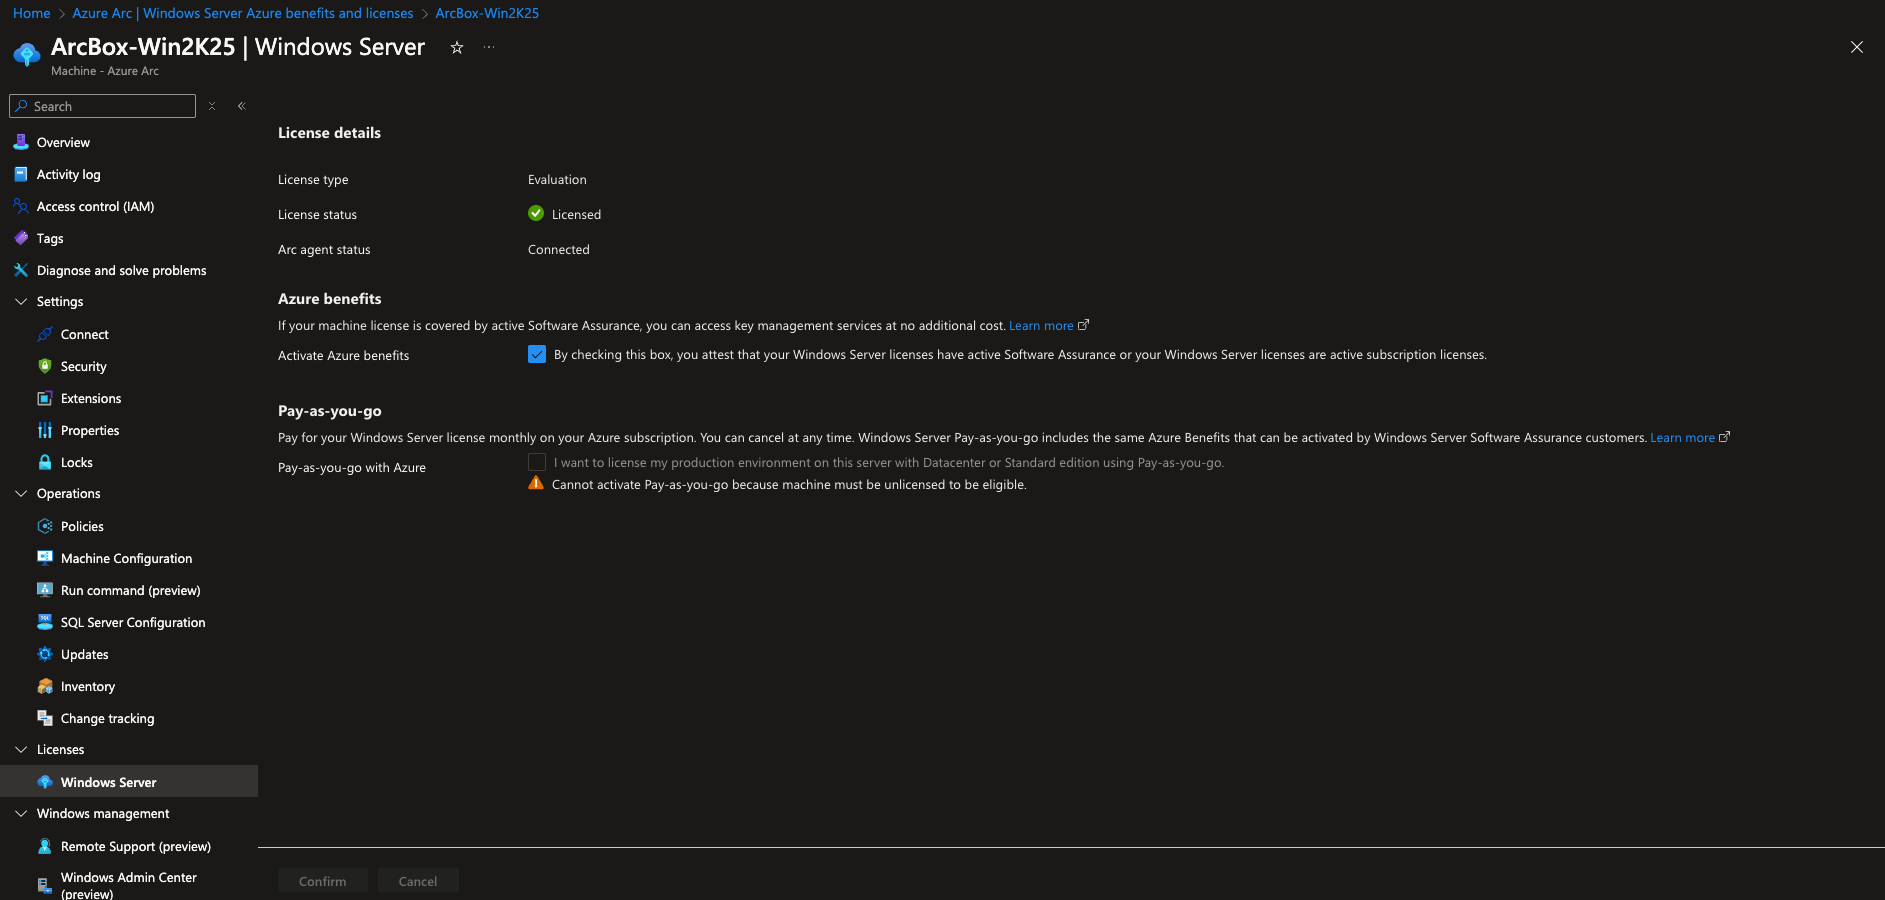 Home > Azure Arc | Windows Server Azure benefits and licenses > ArcBox-Win2K25
ArcBox-Win2K25 | Windows Server
Machine - Azure Arc
Search
Overview
Activity log
Access control (IAM)
Tags
Diagnose and solve problems
Settings
Connect
Security
Extensions
Properties
Locks
Operations
Policies
Machine Configuration
Run command (preview)
SQL Server Configuration
Updates
Inventory
Change tracking
Licenses
Windows Server
Windows management
Remote Support (preview)
Windows Admin Center
(preview)
License details
License type Evaluation
License status Licensed
Arc agent status Connected
Azure benefits
If your machine license is covered by active Software Assurance, you can access key management services at no additional cost. Learn more
Activate Azure benefits By checking this box, you attest that your Windows Server licenses have active Software Assurance or your Windows Server licenses are active subscription licenses.
Pay-as-you-go
Pay for your Windows Server license monthly on your Azure subscription. You can cancel at any time. Windows Server Pay-as-you-go includes the same Azure Benefits that can be activated by Windows Server Software Assurance customers. Learn more
Pay-as-you-go with Azure I want to license my production environment on this server with Datacenter or Standard edition using Pay-as-you-go.
Cannot activate Pay-as-you-go because machine must be unlicensed to be eligible.
Confirm Cancel